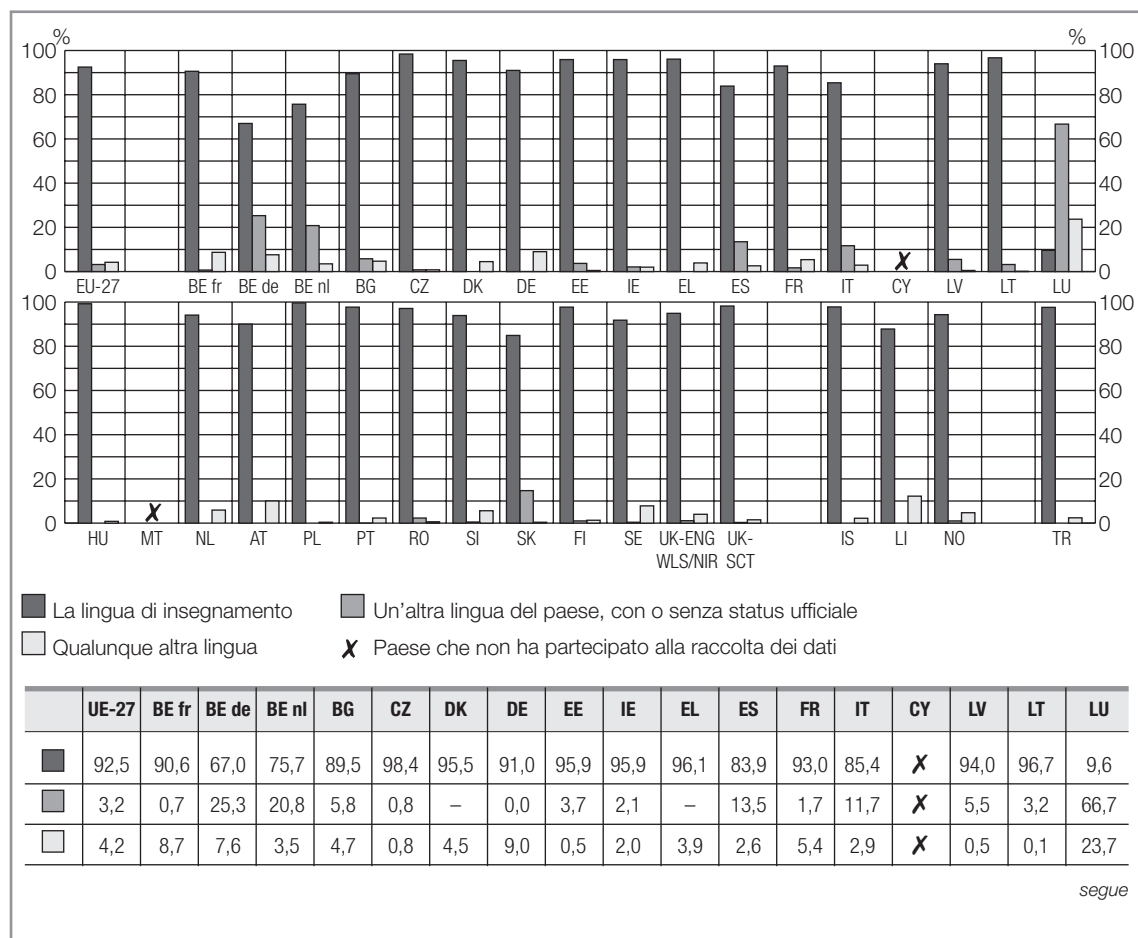 % %
100 100
80 80
60 60
40 40
20 20
0 0
EU-27 BE fr BE de BE nl BG CZ DK DE EE IE EL ES FR IT CY ✗ LV LT LU
100 100
80 80
60 60
40 40
20 20
0 0
HU MT ✗ NL AT PL PT RO SI SK FI SE UK-ENG UK- IS LI NO TR
WLS/NIR SCT
La lingua di insegnamento Un'altra lingua del paese, con o senza status ufficiale
Qualunque altra lingua ✗ Paese che non ha partecipato alla raccolta dei dati
UE-27 BE fr BE de BE nl BG CZ DK DE EE IE EL ES FR IT CY LV LT LU
92,5 90,6 67,0 75,7 89,5 98,4 95,5 91,0 95,9 95,9 96,1 83,9 93,0 85,4 ✗ 94,0 96,7 9,6
3,2 0,7 25,3 20,8 5,8 0,8 – 0,0 3,7 2,1 – 13,5 1,7 11,7 ✗ 5,5 3,2 66,7
4,2 8,7 7,6 3,5 4,7 0,8 4,5 9,0 0,5 2,0 3,9 2,6 5,4 2,9 ✗ 0,5 0,1 23,7
segue